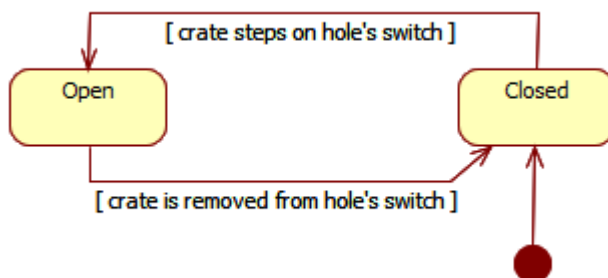 [ crate steps on hole's switch ]
Open
Closed
[ crate is removed from hole's switch ]